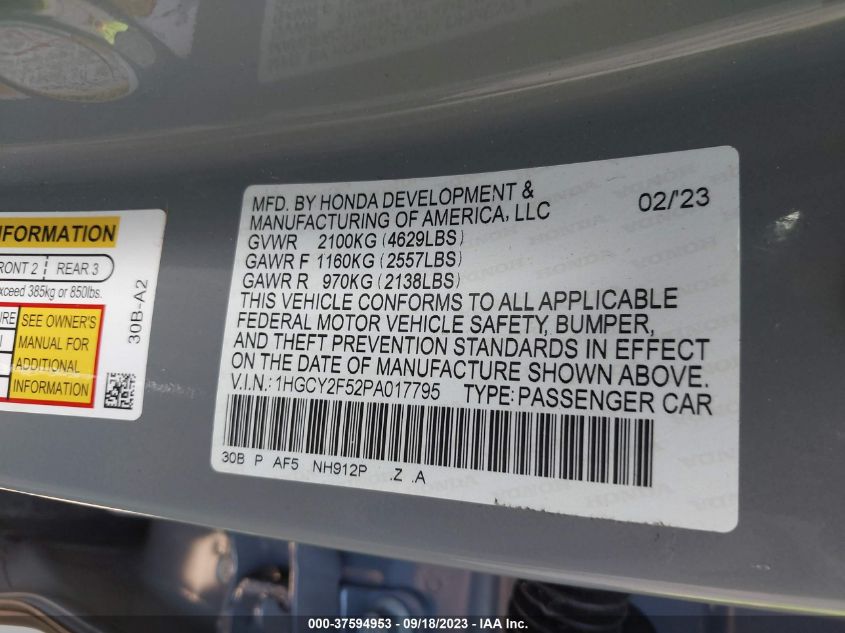 MFD. BY HONDA DEVELOPMENT &
MANUFACTURING OF AMERICA, LLC 02/'23
GVWR 2100KG (4629LBS)
GAWR F 1160KG (2557LBS)
GAWR R 970KG (2138LBS)
THIS VEHICLE CONFORMS TO ALL APPLICABLE
FEDERAL MOTOR VEHICLE SAFETY, BUMPER,
AND THEFT PREVENTION STANDARDS IN EFFECT
ON THE DATE OF MANUFACTURE SHOWN ABOVE.
V.I.N.: 1HGCY2F52PA017795 TYPE: PASSENGER CAR
30B P AF5 NH912P .Z .A
INFORMATION
FRONT 2 REAR 3
exceed 385kg or 850lbs.
SEE OWNER'S
MANUAL FOR
ADDITIONAL
INFORMATION
30B-A2
000-37594953 - 09/18/2023 - IAA Inc.